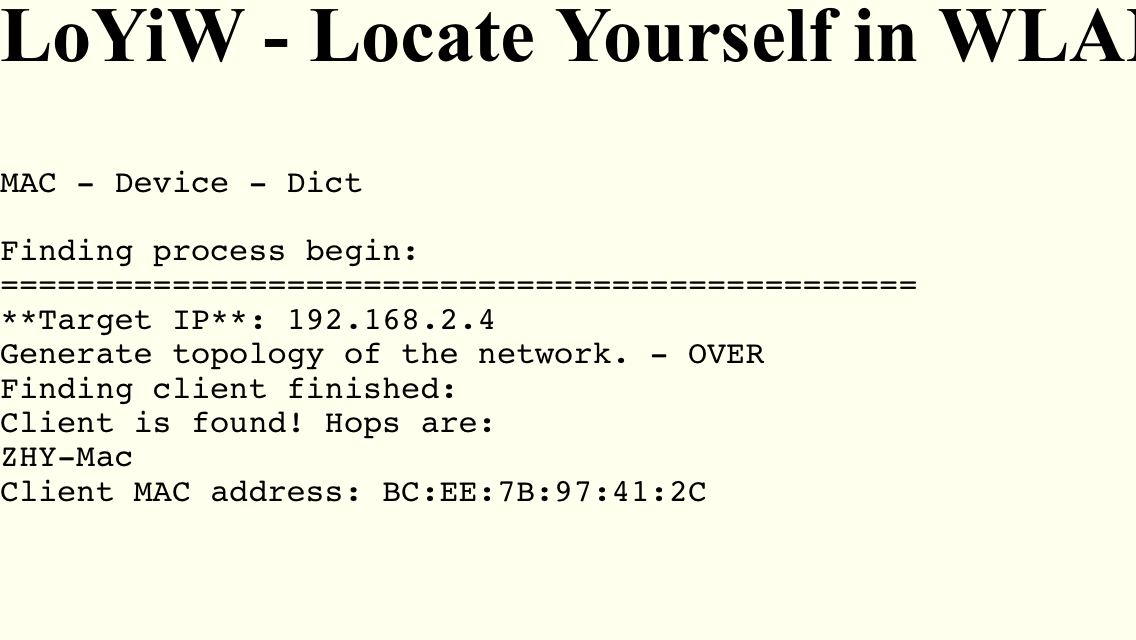 LoYiW - Locate Yourself in WLA
MAC - Device - Dict
Finding process begin:
================================================
**Target IP**: 192.168.2.4
Generate topology of the network. - OVER
Finding client finished:
Client is found! Hops are:
ZHY-Mac
Client MAC address: BC:EE:7B:97:41:2C